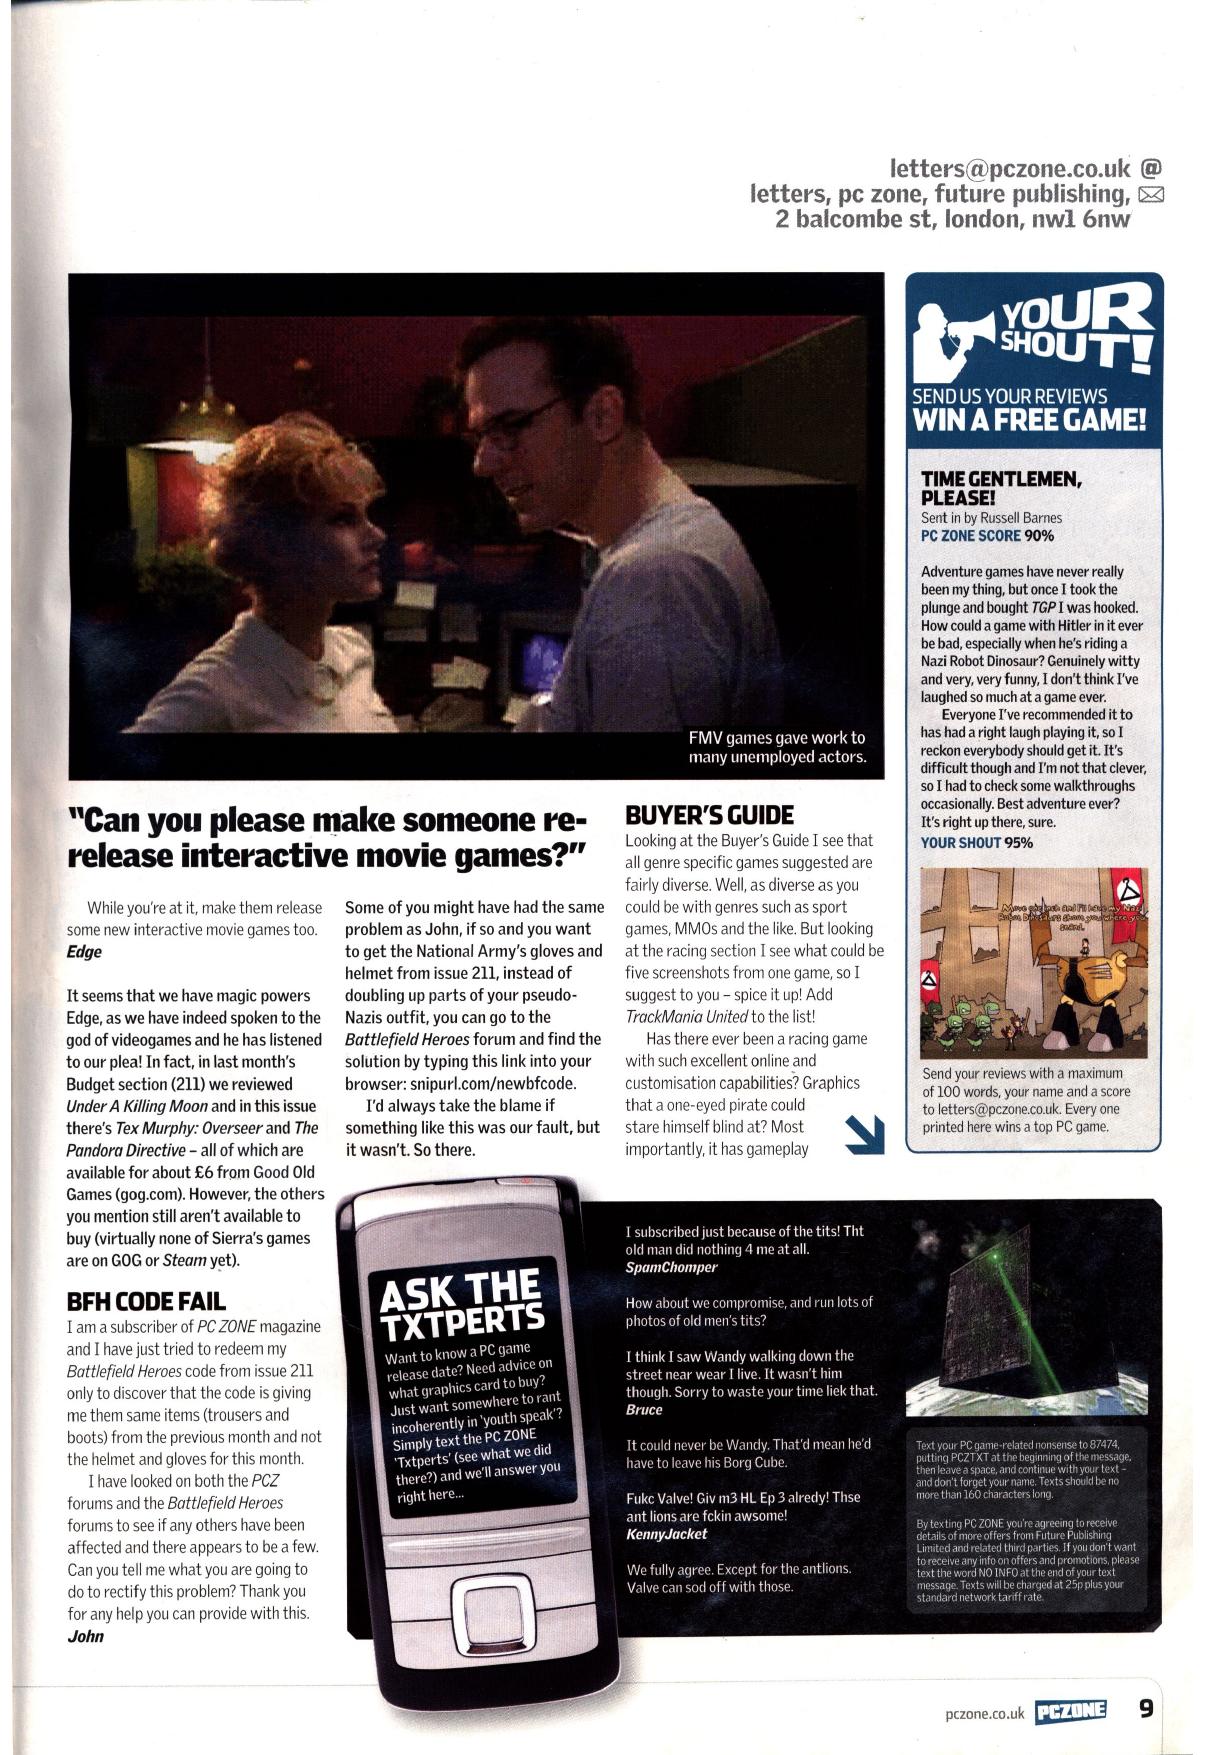 letters@pczone.co.uk @
letters, pc zone, future publishing,
2 balcombe st, london, nw1 6nw
FMV games gave work to
many unemployed actors.
"Can you please make someone re-
release interactive movie games?"
While you're at it, make them release
some new interactive movie games too.
Edge
It seems that we have magic powers
Edge, as we have indeed spoken to the
god of videogames and he has listened
to our plea! In fact, in last month's
Budget section (211) we reviewed
Under A Killing Moon and in this issue
there's Tex Murphy: Overseer and The
Pandora Directive – all of which are
available for about £6 from Good Old
Games (gog.com). However, the others
you mention still aren't available to
buy (virtually none of Sierra's games
are on GOG or Steam yet).
BFH CODE FAIL
I am a subscriber of PC ZONE magazine
and I have just tried to redeem my
Battlefield Heroes code from issue 211
only to discover that the code is giving
me them same items (trousers and
boots) from the previous month and not
the helmet and gloves for this month.
I have looked on both the PCZ
forums and the Battlefield Heroes
forums to see if any others have been
affected and there appears to be a few.
Can you tell me what you are going to
do to rectify this problem? Thank you
for any help you can provide with this.
John
Some of you might have had the same
problem as John, if so and you want
to get the National Army's gloves and
helmet from issue 211, instead of
doubling up parts of your pseudo-
Nazis outfit, you can go to the
Battlefield Heroes forum and find the
solution by typing this link into your
browser: snipurl.com/newbfcode.
I'd always take the blame if
something like this was our fault, but
it wasn't. So there.
BUYER'S GUIDE
Looking at the Buyer's Guide I see that
all genre specific games suggested are
fairly diverse. Well, as diverse as you
could be with genres such as sport
games, MMOs and the like. But looking
at the racing section I see what could be
five screenshots from one game, so I
suggest to you – spice it up! Add
TrackMania United to the list!
Has there ever been a racing game
with such excellent online and
customisation capabilities? Graphics
that a one-eyed pirate could
stare himself blind at? Most
importantly, it has gameplay
YOUR
SHOUT!
SEND US YOUR REVIEWS
WIN A FREE GAME!
TIME GENTLEMEN,
PLEASE!
Sent in by Russell Barnes
PC ZONE SCORE 90%
Adventure games have never really
been my thing, but once I took the
plunge and bought TGP I was hooked.
How could a game with Hitler in it ever
be bad, especially when he's riding a
Nazi Robot Dinosaur? Genuinely witty
and very, very funny, I don't think I've
laughed so much at a game ever.
Everyone I've recommended it to
has had a right laugh playing it, so I
reckon everybody should get it. It's
difficult though and I'm not that clever,
so I had to check some walkthroughs
occasionally. Best adventure ever?
It's right up there, sure.
YOUR SHOUT 95%
Send your reviews with a maximum
of 100 words, your name and a score
to letters@pczone.co.uk. Every one
printed here wins a top PC game.
ASK THE
TXTPERTS
Want to know a PC game
release date? Need advice on
what graphics card to buy?
Just want somewhere to rant
incoherently in 'youth speak'?
Simply text the PC ZONE
'Txtperts' (see what we did
there?) and we'll answer you
right here...
I subscribed just because of the tits! Tht
old man did nothing 4 me at all.
SpamChomper
How about we compromise, and run lots of
photos of old men's tits?
I think I saw Wandy walking down the
street near wear I live. It wasn't him
though. Sorry to waste your time liek that.
Bruce
It could never be Wandy. That'd mean he'd
have to leave his Borg Cube.
Fukc Valve! Giv m3 HL Ep 3 alredy! Thse
ant lions are fckin awsome!
KennyJacket
We fully agree. Except for the antlions.
Valve can sod off with those.
Text your PC game-related nonsense to 87474,
putting PCZTXT at the beginning of the message,
then leave a space, and continue with your text –
and don't forget your name. Texts should be no
more than 160 characters long.
By texting PC ZONE you're agreeing to receive
details of more offers from Future Publishing
Limited and related third parties. If you don't want
to receive any info on offers and promotions, please
text the word NO INFO at the end of your text
message. Texts will be charged at 25p plus your
standard network tariff rate.
pczone.co.uk PCZONE 9